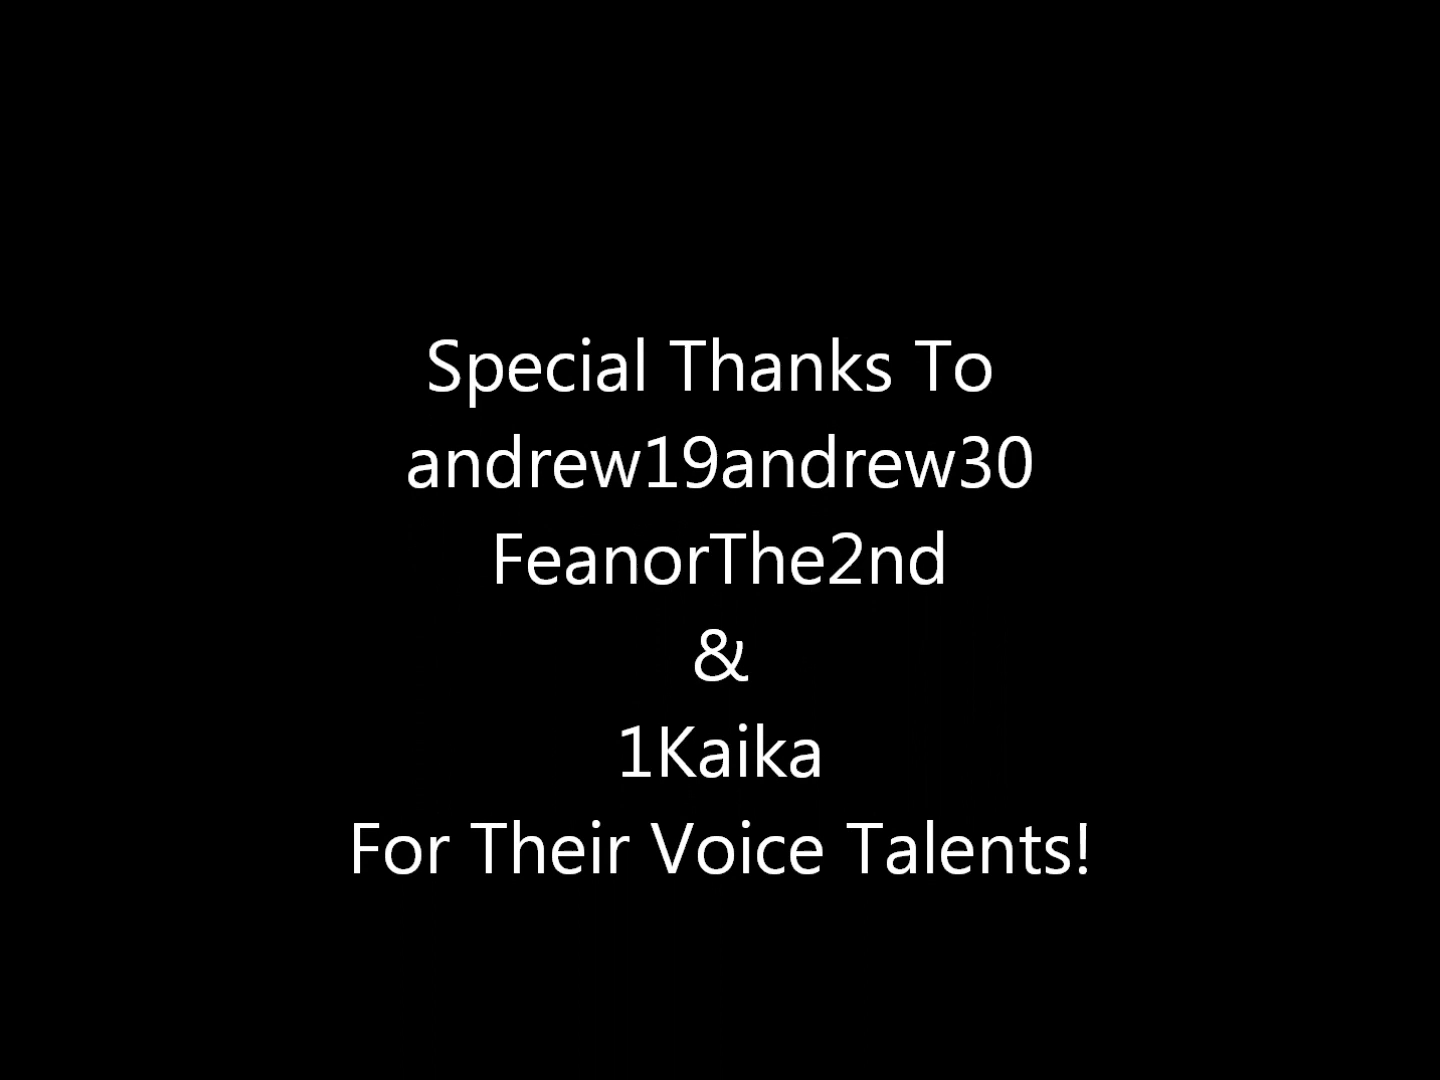 Special Thanks To
andrew19andrew30
FeanorThe2nd
&
1Kaika
For Their Voice Talents!